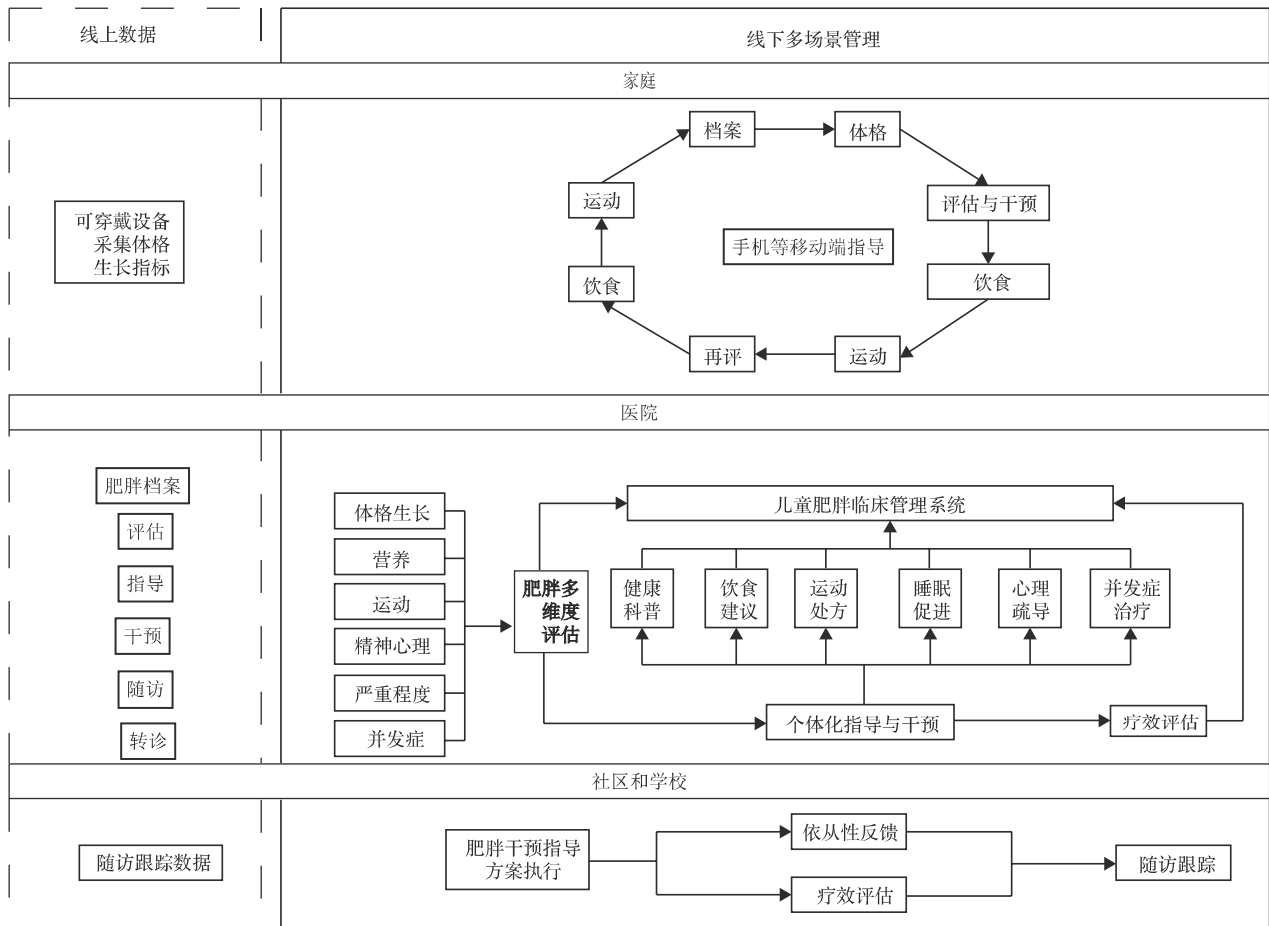 线上数据
线下多场景管理
家庭
可穿戴设备
采集体格
生长指标
档案
体格
运动
评估与干预
手机等移动端指导
饮食
饮食
再评
运动
医院
肥胖档案
评估
指导
干预
随访
转诊
体格生长
营养
运动
精神心理
严重程度
并发症
肥胖多
维度
评估
儿童肥胖临床管理系统
健康
科普
饮食
建议
运动
处方
睡眠
促进
心理
疏导
并发症
治疗
个体化指导与干预
疗效评估
社区和学校
随访跟踪数据
肥胖干预指导
方案执行
依从性反馈
疗效评估
随访跟踪